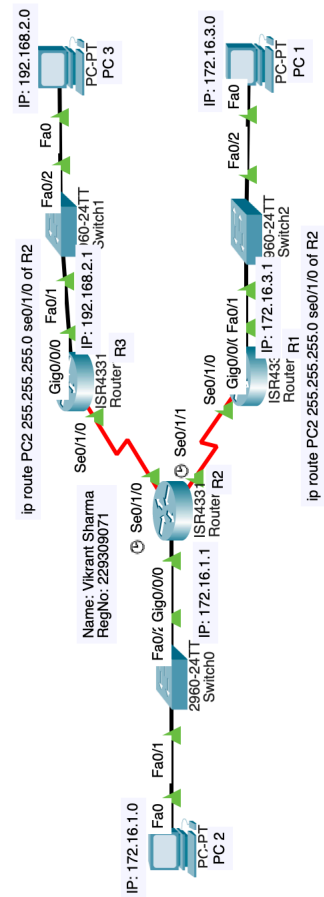 ip route PC2 255.255.255.0 se0/1/0 of R2
IP: 192.168.2.0
Fa0/1
Fa0/2
Fa0
Gig0/0/0
IP: 192.168.2.1
ISR4331
Router
R3
960-24TT
Switch1
PC-PT
PC 3
Se0/1/0
Name: Vikrant Sharma
RegNo: 229309071
IP: 172.16.1.0
Fa0
Fa0/1
Gig0/0/0
Se0/1/0
Se0/1/1
PC-PT
PC 2
2960-24TT
Switch0
IP: 172.16.1.1
ISR4331
Router
R2
Se0/1/0
IP: 172.16.3.0
Fa0/1
Fa0/2
Fa0
IP: 172.16.3.1
Router
R1
960-24TT
Switch2
PC-PT
PC 1
ip route PC2 255.255.255.0 se0/1/0 of R2